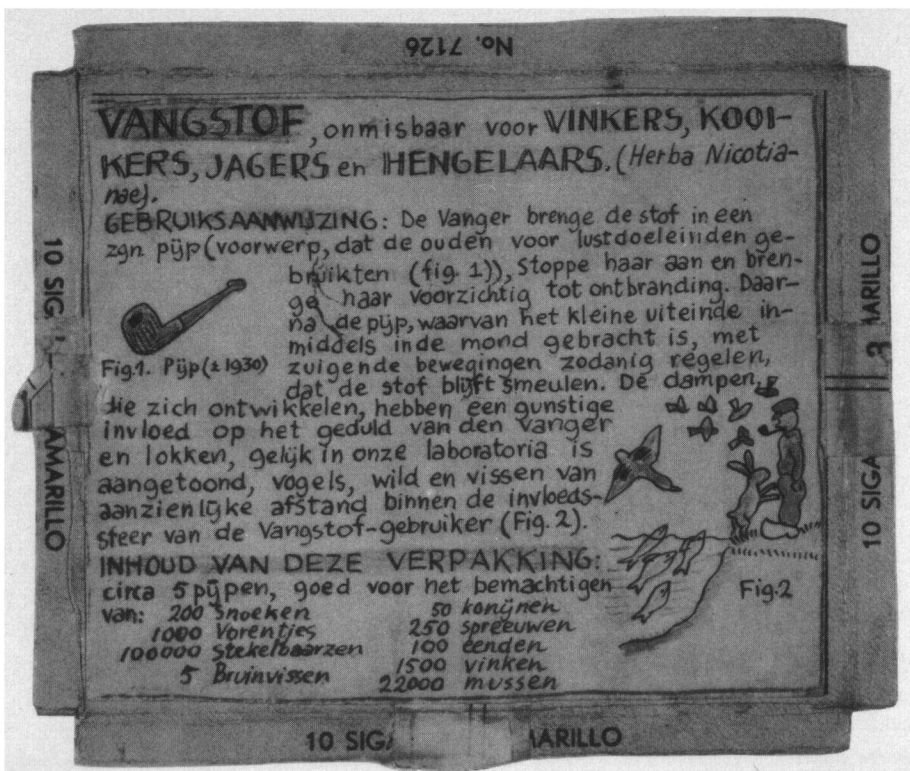 No. 7126
VANGSTOF, onmisbaar voor VINKERS, KOOI-
KERS, JAGERS en HENGELAARS. (Herba Nicotia-
nae).
GEBRUIKSAANWIJZING: De Vanger brenge de stof in een
zgn pijp (voorwerp, dat de ouden voor lustdoeleinden ge-
bruikten (fig. 1)), Stoppe haar aan en bren-
ge haar voorzichtig tot ontbranding. Daar-
na de pijp, waarvan het kleine uiteinde in-
middels inde mond gebracht is, met
zuigende bewegingen zodanig regelen,
dat de stof blijft smeulen. De dampen,
Fig.1. Pijp (± 1930)
die zich ontwikkelen, hebben een gunstige
invloed op het geduld van den vanger
en lokken, gelijk in onze laboratoria is
aangetoond, vogels, wild en vissen van
aanzienlijke afstand binnen de invloeds-
sfeer van de Vangstof-gebruiker (Fig. 2).
Fig.2
INHOUD VAN DEZE VERPAKKING:
circa 5 pijpen, goed voor het bemachtigen
van: 200 Snoeken
1000 Vorentjes
100000 Stekelbaarzen
5 Bruinvissen
50 konijnen
250 spreeuwen
100 eenden
1500 vinken
22000 mussen
10 SIG
AMARILLO
MARILLO
10 SIGA
10 SIGA
MARILLO